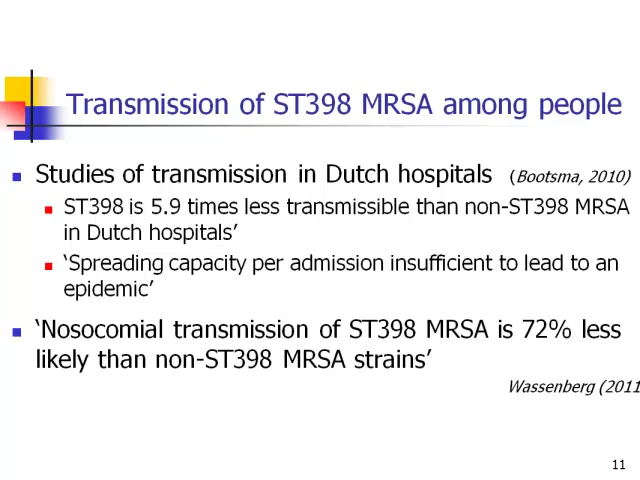 Transmission of ST398 MRSA among people
Studies of transmission in Dutch hospitals (Bootsma, 2010)
ST398 is 5.9 times less transmissible than non-ST398 MRSA
in Dutch hospitals’
‘Spreading capacity per admission insufficient to lead to an
epidemic’
‘Nosocomial transmission of ST398 MRSA is 72% less
likely than non-ST398 MRSA strains’
Wassenberg (2011
11